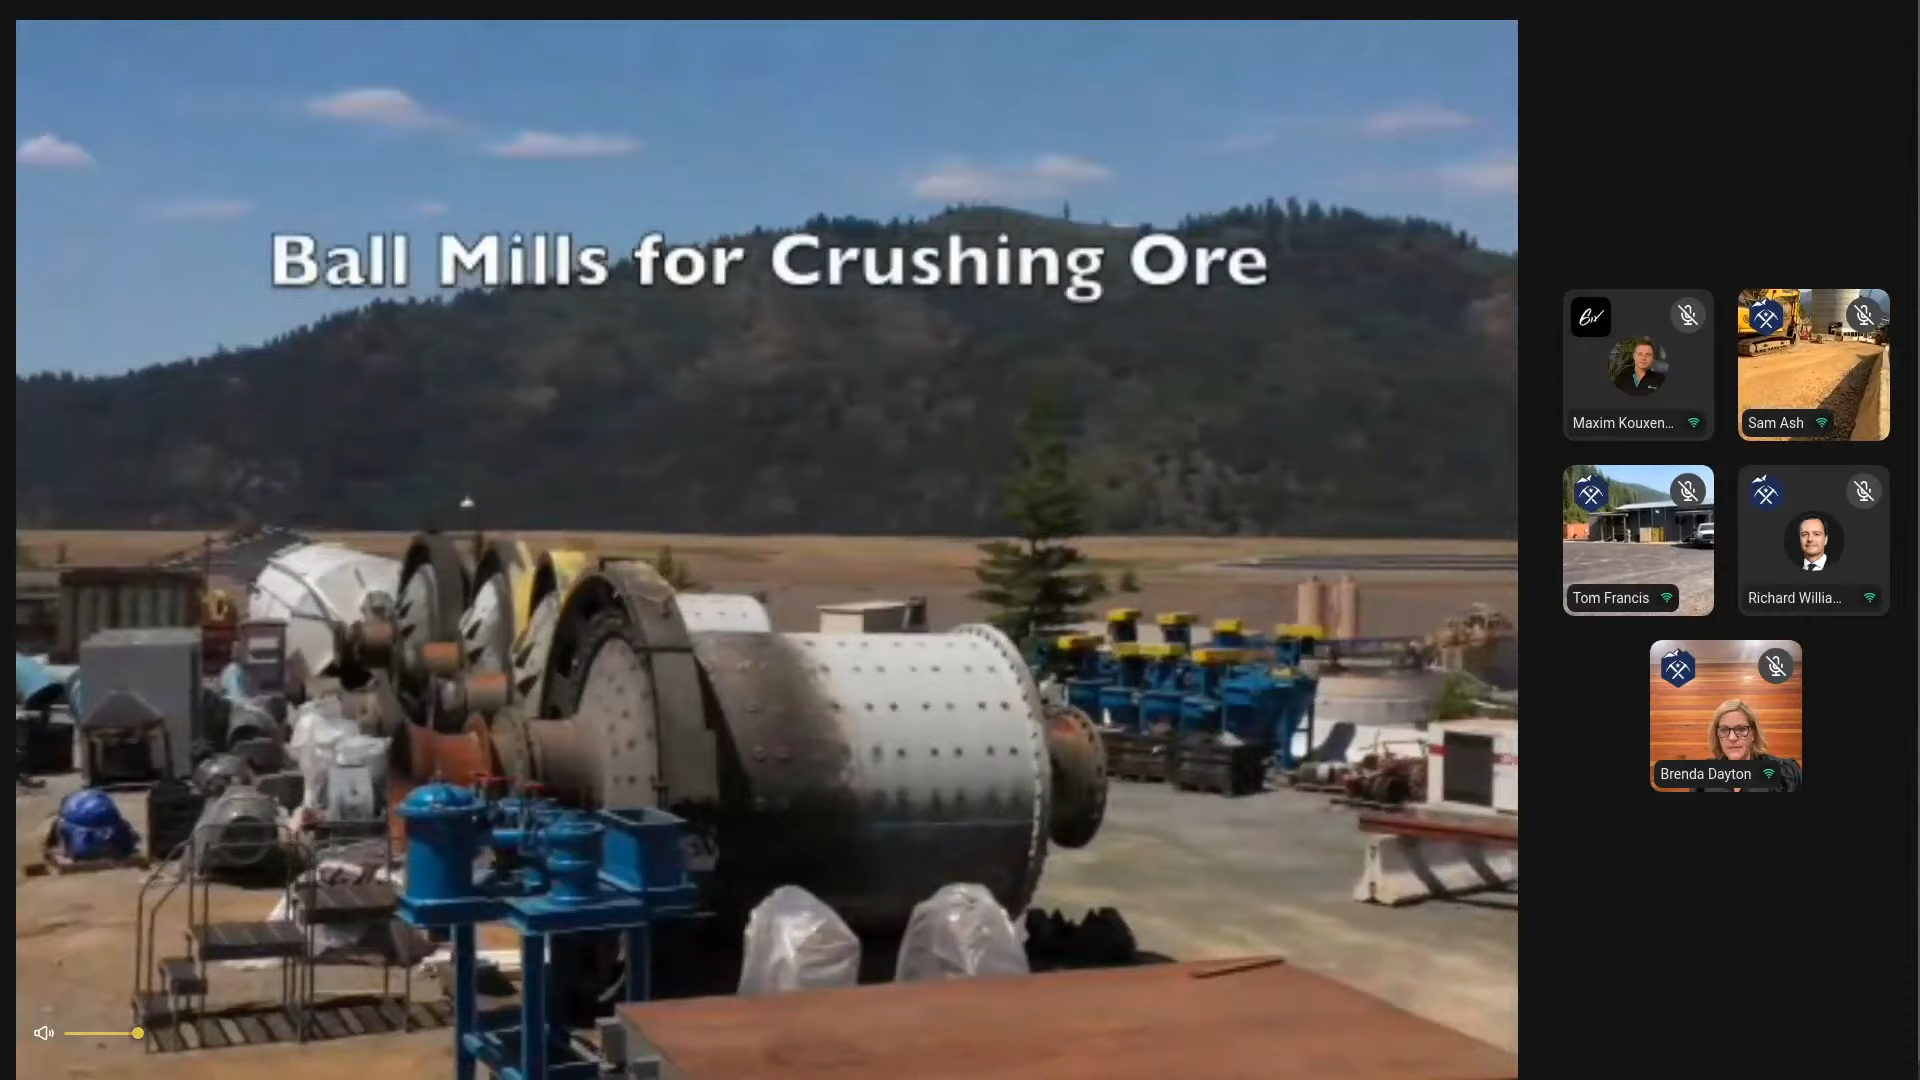 Ball Mills for Crushing Ore
Maxim Kouxen...
Sam Ash
Tom Francis
Richard Willia...
Brenda Dayton